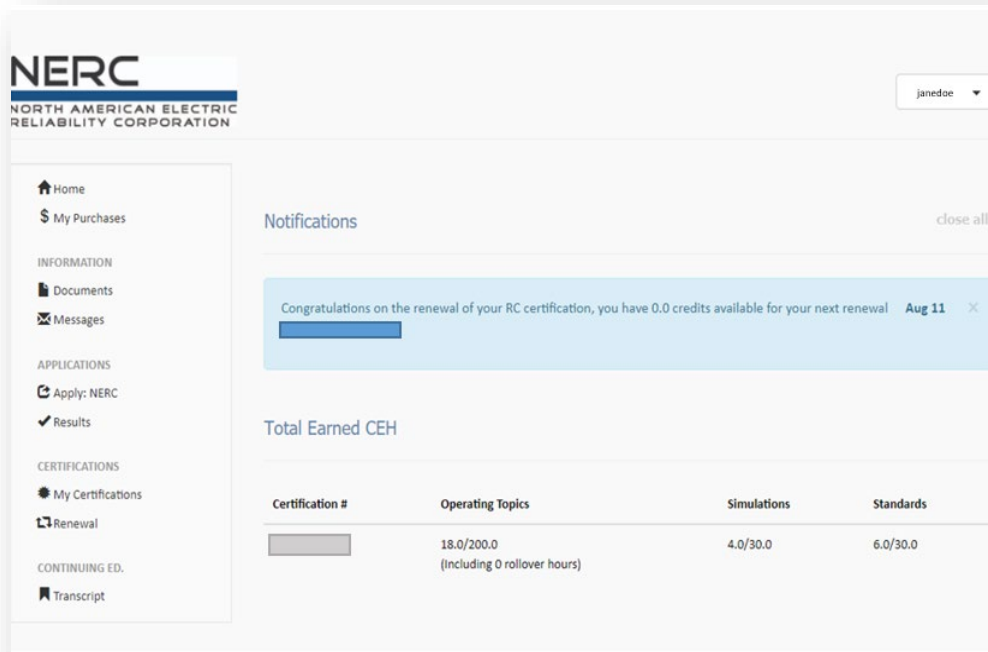 NERC
NORTH AMERICAN ELECTRIC
RELIABILITY CORPORATION
janedoe
Home
$ My Purchases
INFORMATION
Documents
Messages
APPLICATIONS
Apply: NERC
Results
CERTIFICATIONS
My Certifications
Renewal
CONTINUING ED.
Transcript
Notifications
close all
Congratulations on the renewal of your RC certification, you have 0.0 credits available for your next renewal Aug 11 ×
Total Earned CEH
Certification # Operating Topics Simulations Standards
18.0/200.0 4.0/30.0 6.0/30.0
(Including 0 rollover hours)